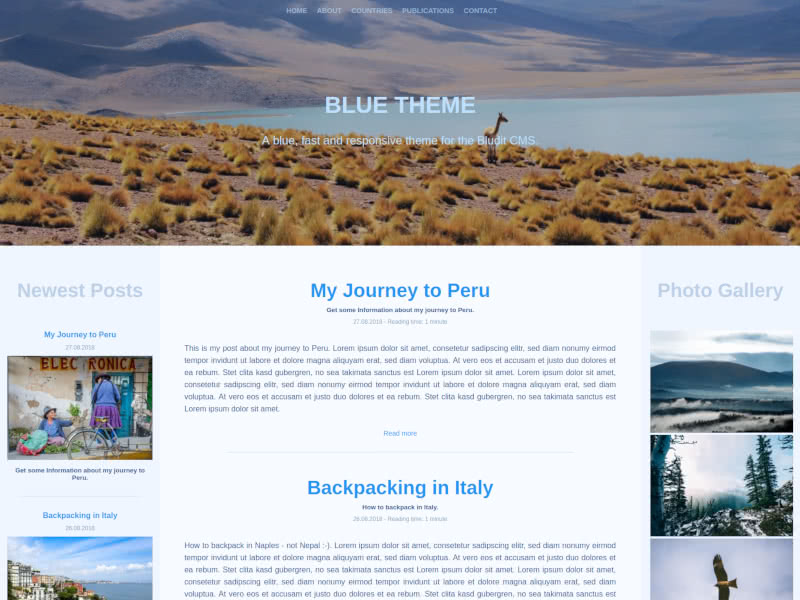 HOME ABOUT COUNTRIES PUBLICATIONS CONTACT
BLUE THEME
A blue, fast and responsive theme for the Bludit CMS.
Newest Posts
My Journey to Peru
27.08.2018
ELEC RONICA
Get some Information about my journey to
Peru.
Backpacking in Italy
26.08.2018
My Journey to Peru
Get some Information about my journey to Peru.
27.08.2018 - Reading time: 1 minute
This is my post about my journey to Peru. Lorem ipsum dolor sit amet, consetetur sadipscing elitr, sed diam nonumy eirmod
tempor invidunt ut labore et dolore magna aliquyam erat, sed diam voluptua. At vero eos et accusam et justo duo dolores et
ea rebum. Stet clita kasd gubergren, no sea takimata sanctus est Lorem ipsum dolor sit amet. Lorem ipsum dolor sit amet,
consetetur sadipscing elitr, sed diam nonumy eirmod tempor invidunt ut labore et dolore magna aliquyam erat, sed diam
voluptua. At vero eos et accusam et justo duo dolores et ea rebum. Stet clita kasd gubergren, no sea takimata sanctus est
Lorem ipsum dolor sit amet.
Read more
Backpacking in Italy
How to backpack in Italy.
26.08.2018 - Reading time: 1 minute
How to backpack in Naples - not Nepal :-). Lorem ipsum dolor sit amet, consetetur sadipscing elitr, sed diam nonumy eirmod
tempor invidunt ut labore et dolore magna aliquyam erat, sed diam voluptua. At vero eos et accusam et justo duo dolores et
ea rebum. Stet clita kasd gubergren, no sea takimata sanctus est Lorem ipsum dolor sit amet. Lorem ipsum dolor sit amet,
consetetur sadipscing elitr, sed diam nonumy eirmod tempor invidunt ut labore et dolore magna aliquyam erat, sed diam
voluptua. At vero eos et accusam et justo duo dolores et ea rebum. Stet clita kasd gubergren, no sea takimata sanctus est
Photo Gallery